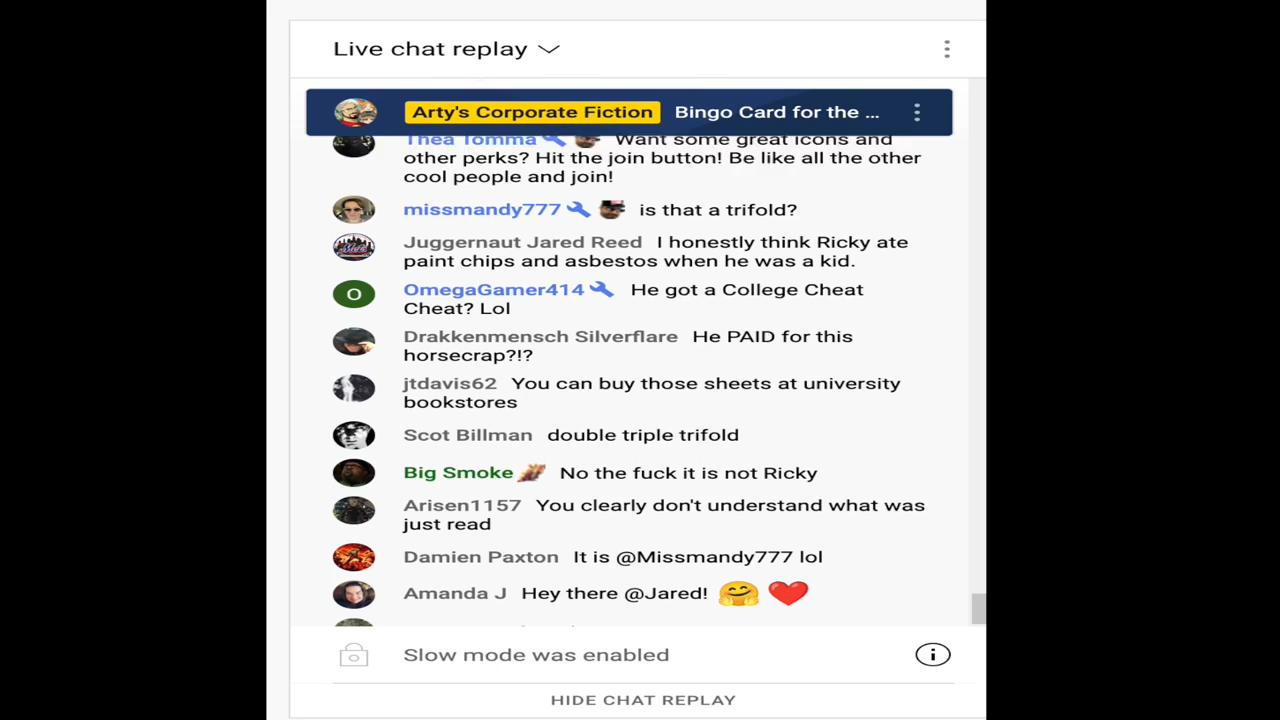 Live chat replay
Arty's Corporate Fiction Bingo Card for the ...
Thea Tomma Want some great icons and
other perks? Hit the join button! Be like all the other
cool people and join!
missmandy777 is that a trifold?
Juggernaut Jared Reed I honestly think Ricky ate
paint chips and asbestos when he was a kid.
O
OmegaGamer414 He got a College Cheat
Cheat? Lol
Drakkenmensch Silverflare He PAID for this
horsecrap?!?
jtdavis62 You can buy those sheets at university
bookstores
Scot Billman double triple trifold
Big Smoke No the fuck it is not Ricky
Arisen1157 You clearly don't understand what was
just read
Damien Paxton It is @Missmandy777 lol
Amanda J Hey there @Jared! 🤗 ❤️
Slow mode was enabled
HIDE CHAT REPLAY